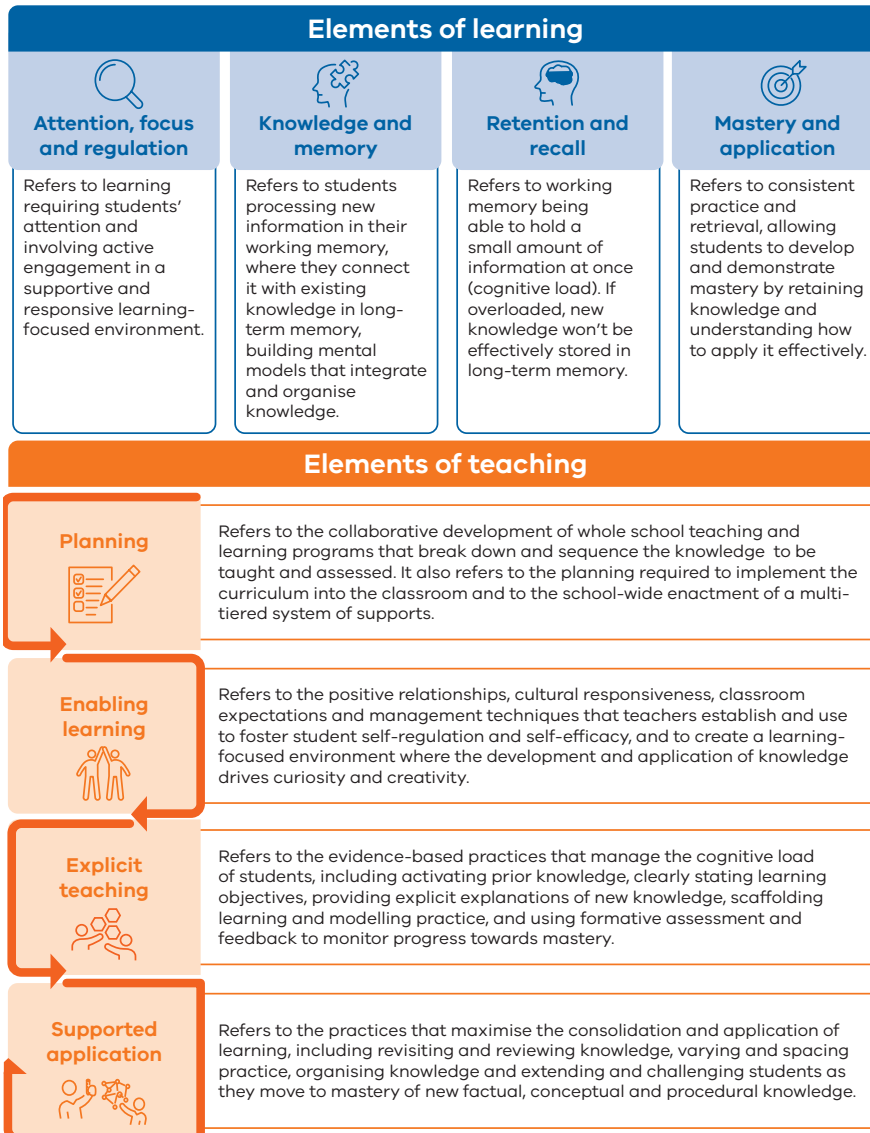 Elements of learning
Attention, focus
and regulation
Refers to learning
requiring students’
attention and
involving active
engagement in a
supportive and
responsive learning-
focused environment.
Knowledge and
memory
Refers to students
processing new
information in their
working memory,
where they connect
it with existing
knowledge in long-
term memory,
building mental
models that integrate
and organise
knowledge.
Retention and
recall
Refers to working
memory being
able to hold a
small amount of
information at once
(cognitive load). If
overloaded, new
knowledge won’t be
effectively stored in
long-term memory.
Mastery and
application
Refers to consistent
practice and
retrieval, allowing
students to develop
and demonstrate
mastery by retaining
knowledge and
understanding how
to apply it effectively.
Elements of teaching
Planning
Refers to the collaborative development of whole school teaching and
learning programs that break down and sequence the knowledge to be
taught and assessed. It also refers to the planning required to implement the
curriculum into the classroom and to the school-wide enactment of a multi-
tiered system of supports.
Enabling
learning
Refers to the positive relationships, cultural responsiveness, classroom
expectations and management techniques that teachers establish and use
to foster student self-regulation and self-efficacy, and to create a learning-
focused environment where the development and application of knowledge
drives curiosity and creativity.
Explicit
teaching
Refers to the evidence-based practices that manage the cognitive load
of students, including activating prior knowledge, clearly stating learning
objectives, providing explicit explanations of new knowledge, scaffolding
learning and modelling practice, and using formative assessment and
feedback to monitor progress towards mastery.
Supported
application
Refers to the practices that maximise the consolidation and application of
learning, including revisiting and reviewing knowledge, varying and spacing
practice, organising knowledge and extending and challenging students as
they move to mastery of new factual, conceptual and procedural knowledge.